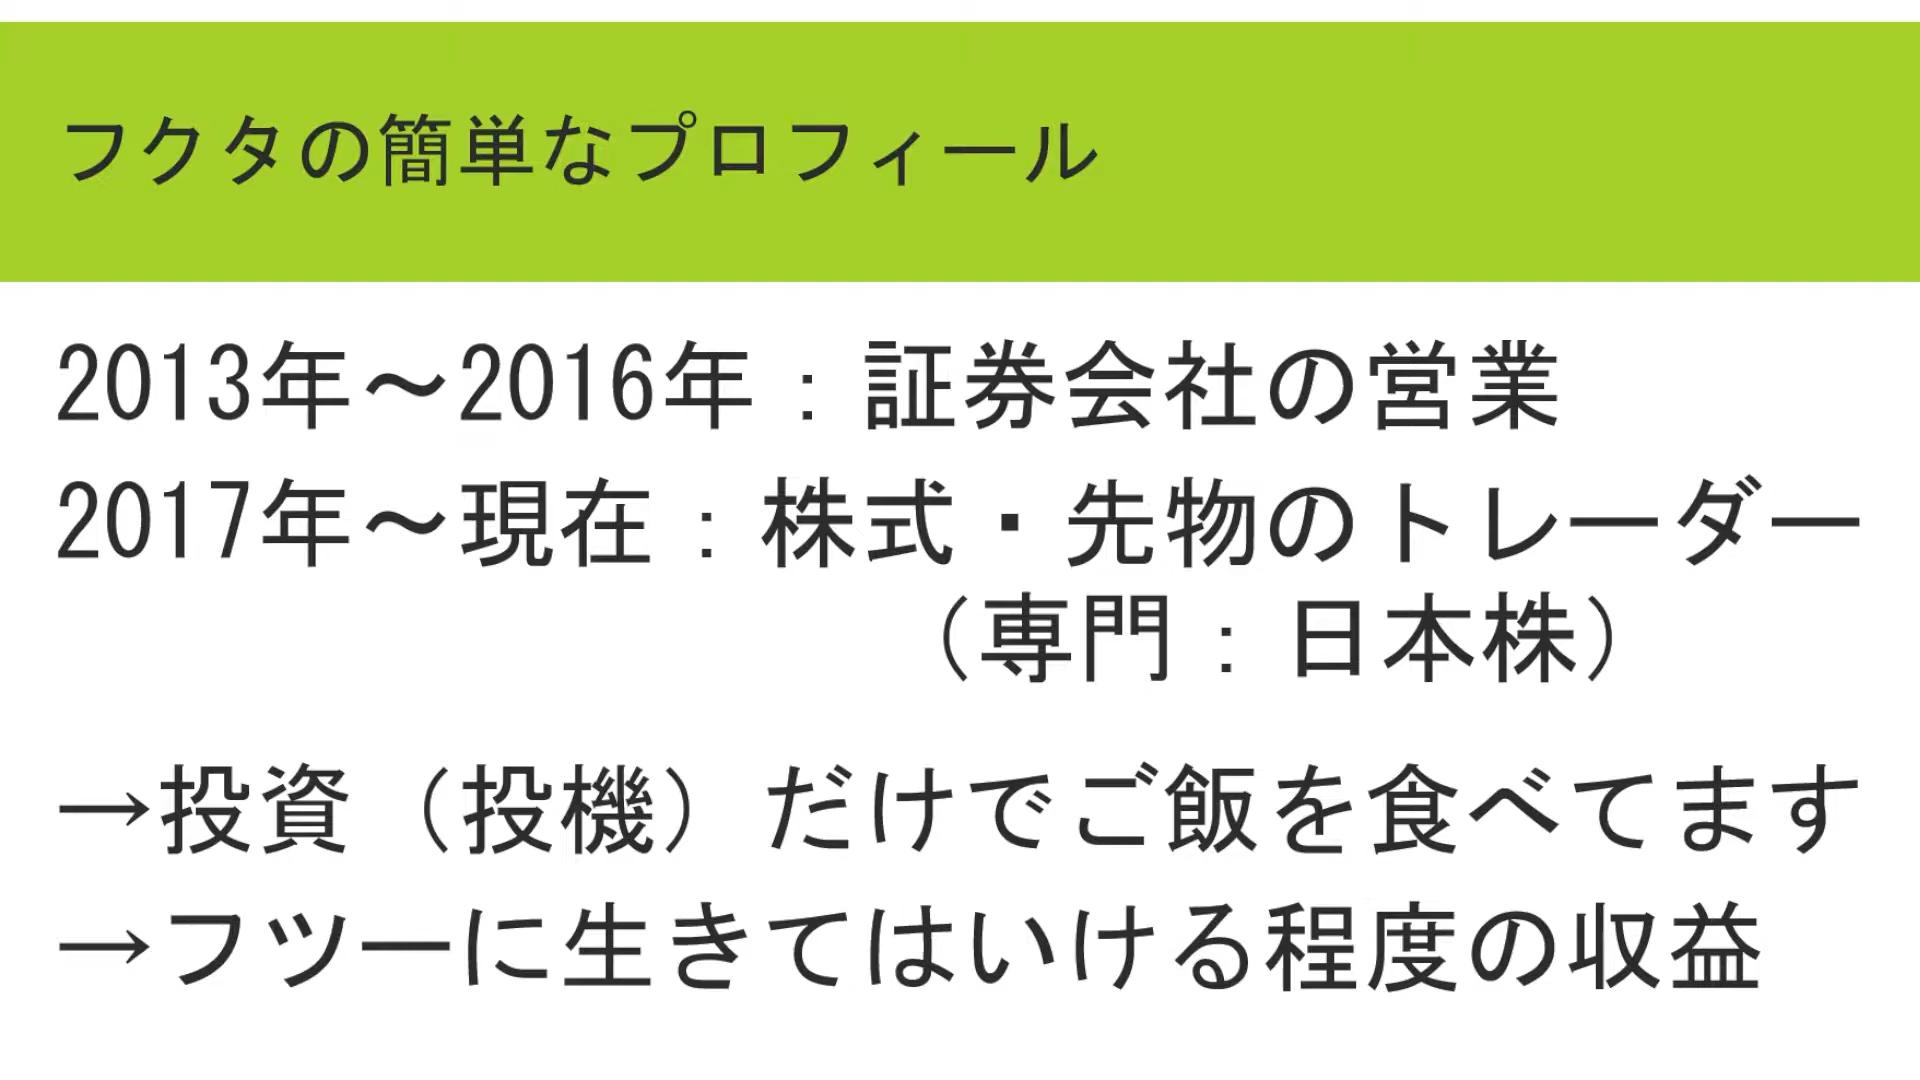 フクタの簡単なプロフィール
2013年～2016年：証券会社の営業
2017年～現在：株式・先物のトレーダー
（専門：日本株）
→投資（投機）だけでご飯を食べてます
→フツーに生きてはいける程度の収益